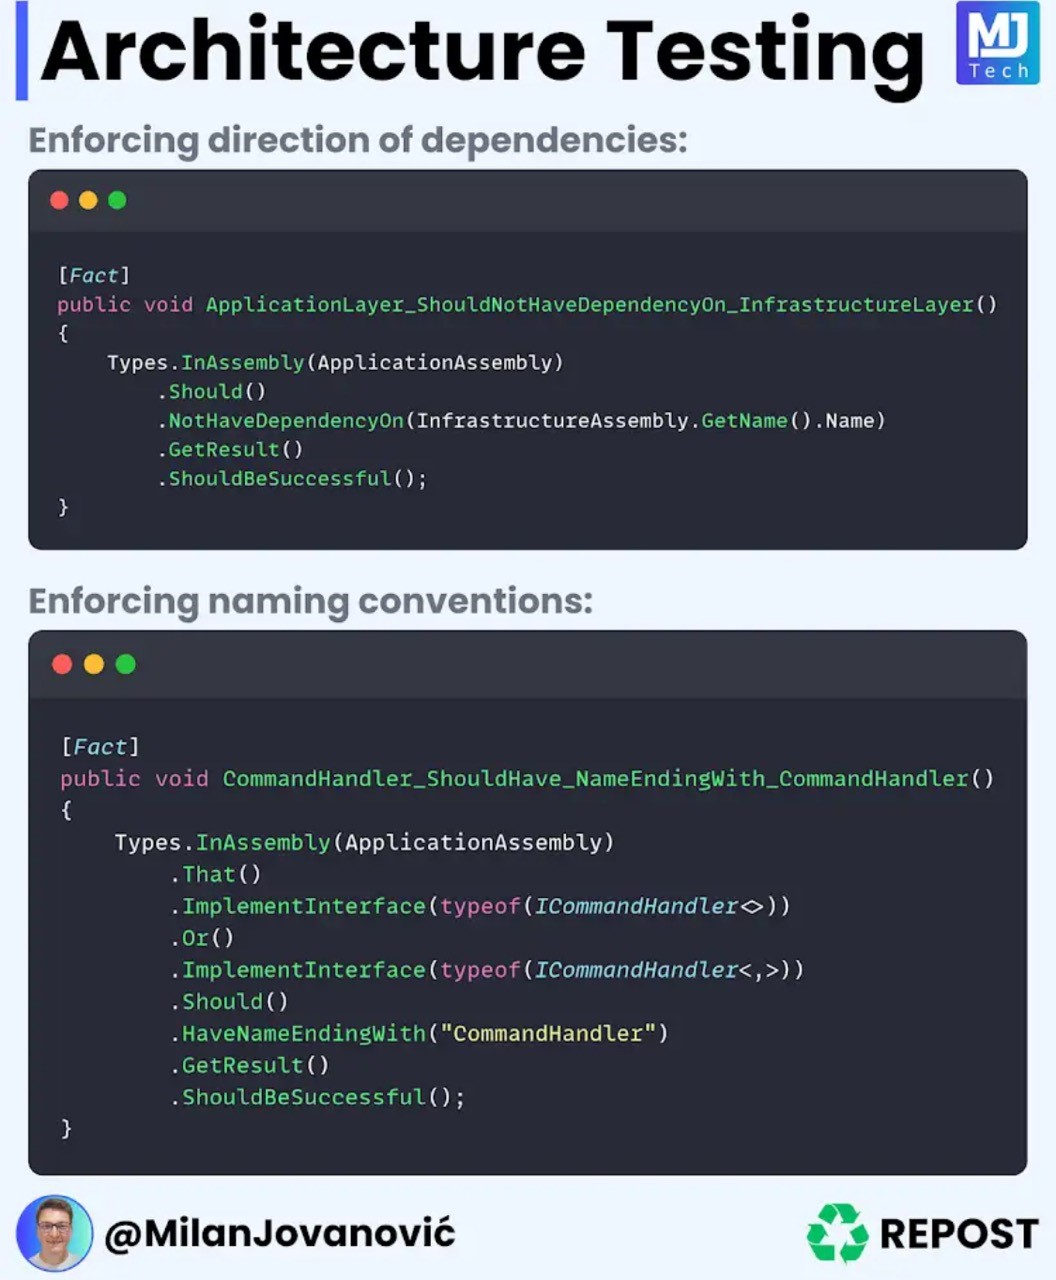 Architecture Testing
MJ
Tech
Enforcing direction of dependencies:
[Fact]
public void ApplicationLayer_ShouldNotHaveDependencyOn_InfrastructureLayer()
{
    Types.InAssembly(ApplicationAssembly)
        .Should()
        .NotHaveDependencyOn(InfrastructureAssembly.GetName().Name)
        .GetResult()
        .ShouldBeSuccessful();
}
Enforcing naming conventions:
[Fact]
public void CommandHandler_ShouldHave_NameEndingWith_CommandHandler()
{
    Types.InAssembly(ApplicationAssembly)
        .That()
        .ImplementInterface(typeof(ICommandHandler<>))
        .Or()
        .ImplementInterface(typeof(ICommandHandler<,>))
        .Should()
        .HaveNameEndingWith("CommandHandler")
        .GetResult()
        .ShouldBeSuccessful();
}
@MilanJovanović
REPOST